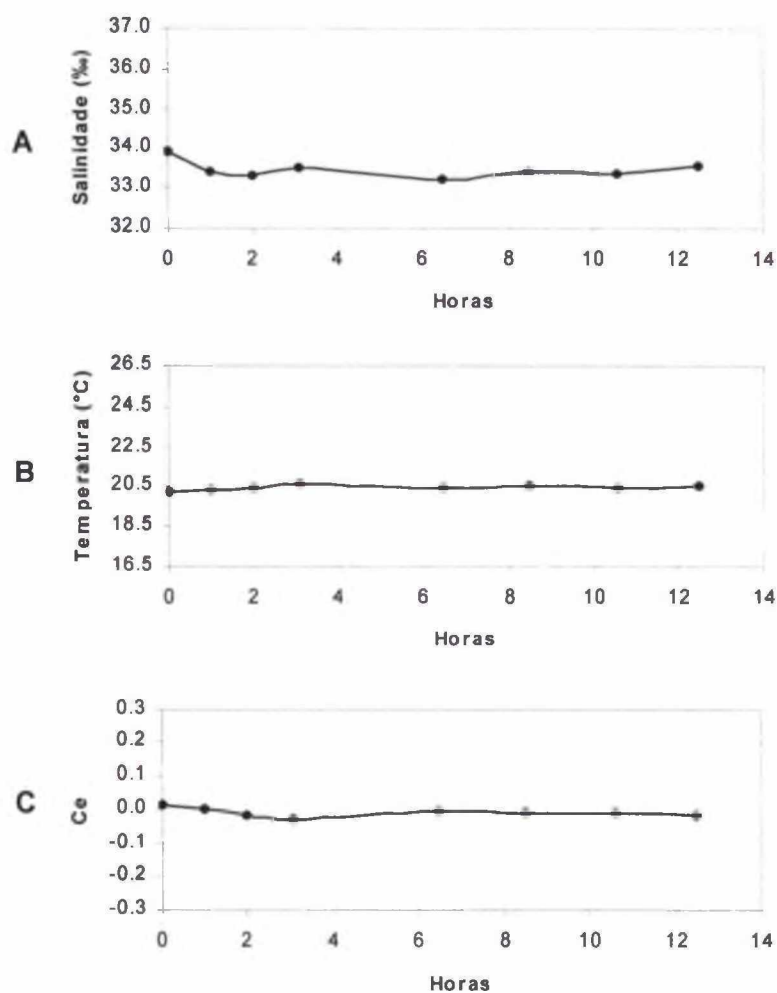 A
Salinidade (‰)
37.0
36.0
35.0
34.0
33.0
32.0
0 2 4 6 8 10 12 14
Horas
B
Temperatura (°C)
26.5
24.5
22.5
20.5
18.5
16.5
0 2 4 6 8 10 12 14
Horas
C
Ce
0.3
0.2
0.1
0.0
-0.1
-0.2
-0.3
0 2 4 6 8 10 12 14
Horas